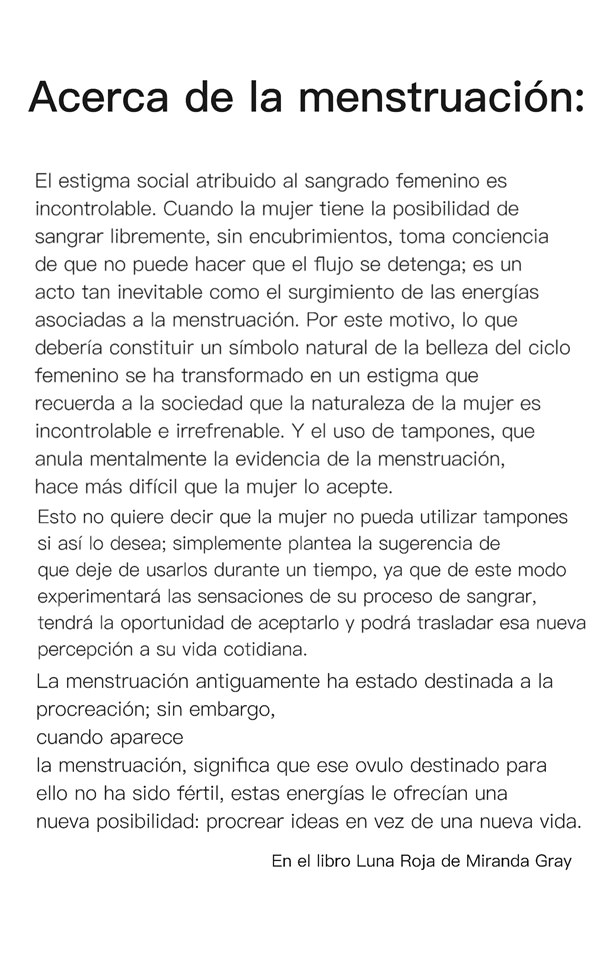 Acerca de la menstruación:
El estigma social atribuido al sangrado femenino es
incontrolable. Cuando la mujer tiene la posibilidad de
sangrar libremente, sin encubrimientos, toma conciencia
de que no puede hacer que el flujo se detenga; es un
acto tan inevitable como el surgimiento de las energías
asociadas a la menstruación. Por este motivo, lo que
debería constituir un símbolo natural de la belleza del ciclo
femenino se ha transformado en un estigma que
recuerda a la sociedad que la naturaleza de la mujer es
incontrolable e irrefrenable. Y el uso de tampones, que
anula mentalmente la evidencia de la menstruación,
hace más difícil que la mujer lo acepte.
Esto no quiere decir que la mujer no pueda utilizar tampones
si así lo desea; simplemente plantea la sugerencia de
que deje de usarlos durante un tiempo, ya que de este modo
experimentará las sensaciones de su proceso de sangrar,
tendrá la oportunidad de aceptarlo y podrá trasladar esa nueva
percepción a su vida cotidiana.
La menstruación antiguamente ha estado destinada a la
procreación; sin embargo,
cuando aparece
la menstruación, significa que ese ovulo destinado para
ello no ha sido fértil, estas energías le ofrecían una
nueva posibilidad: procrear ideas en vez de una nueva vida.
En el libro Luna Roja de Miranda Gray